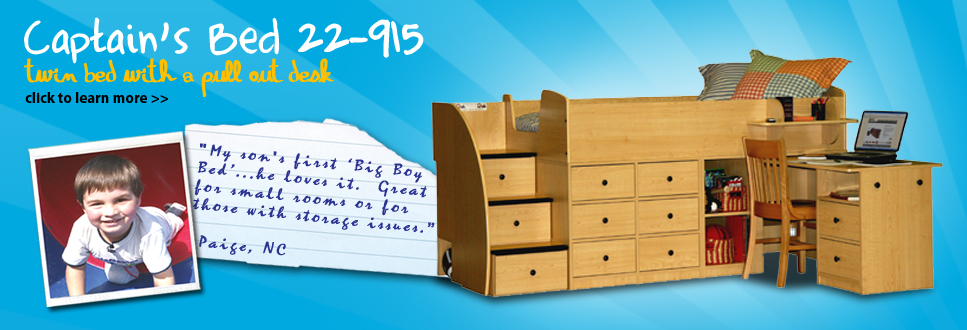 Captain's Bed 22-915
twin bed with a pull out desk
click to learn more >>
"My son's first 'Big Boy
Bed'...he loves it. Great
for small rooms or for
those with storage issues."
Paige, NC